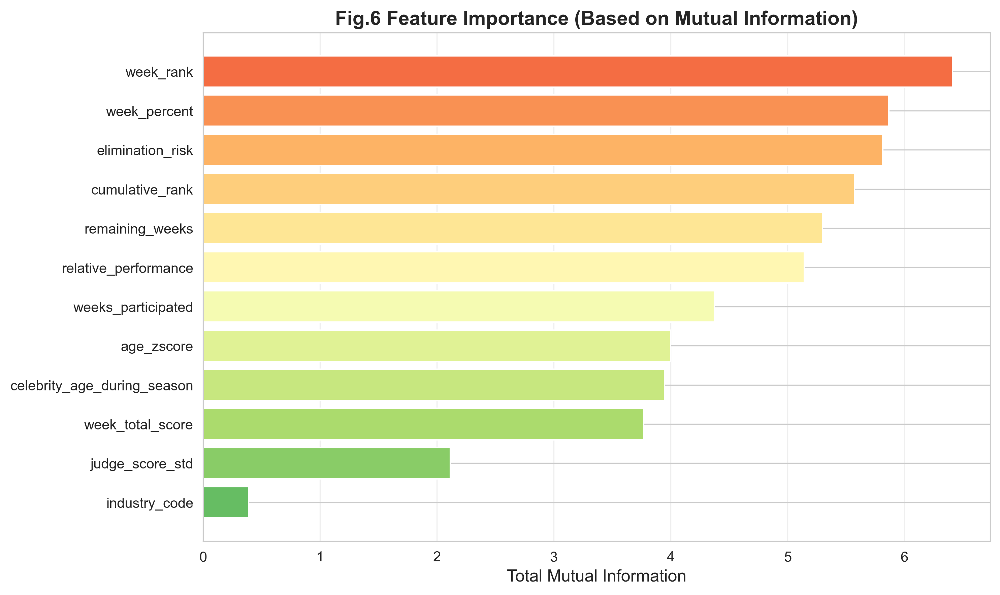 Fig.6 Feature Importance (Based on Mutual Information)
week_rank
week_percent
elimination_risk
cumulative_rank
remaining_weeks
relative_performance
weeks_participated
age_zscore
celebrity_age_during_season
week_total_score
judge_score_std
industry_code
0 1 2 3 4 5 6
Total Mutual Information